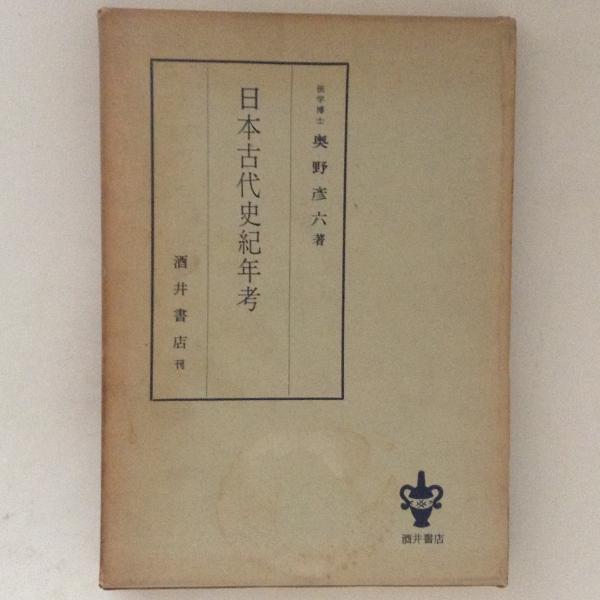 法学博士 奥野彦六著
日本古代史紀年考
酒井書店刊
酒井書店